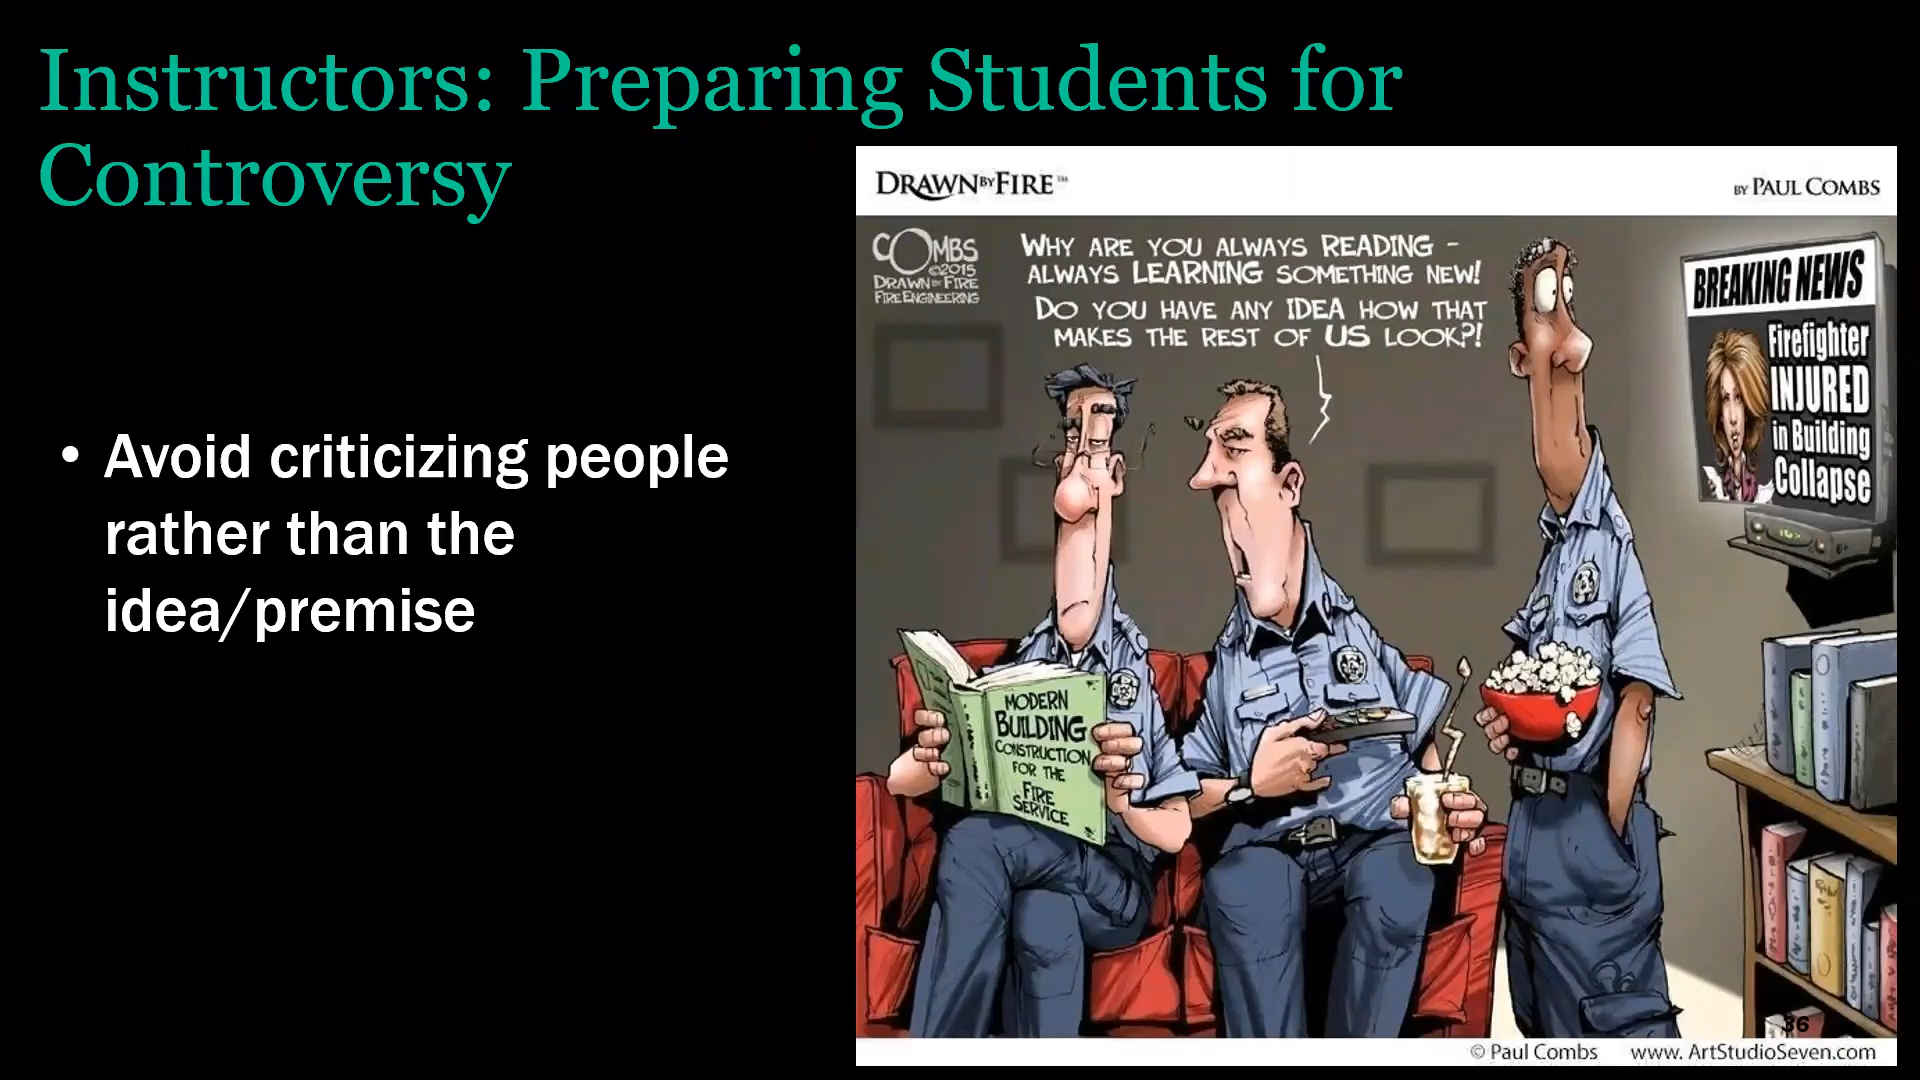 Instructors: Preparing Students for
Controversy
• Avoid criticizing people
rather than the
idea/premise
DRAWN BY FIRE™
BY PAUL COMBS
COMBS
©2015
DRAWN BY FIRE
FIRE ENGINEERING
WHY ARE YOU ALWAYS READING -
ALWAYS LEARNING SOMETHING NEW!
DO YOU HAVE ANY IDEA HOW THAT
MAKES THE REST OF US LOOK?!
BREAKING NEWS
Firefighter
INJURED
in Building
Collapse
MODERN
BUILDING
CONSTRUCTION
FOR THE
FIRE
SERVICE
36
© Paul Combs www. ArtStudioSeven.com